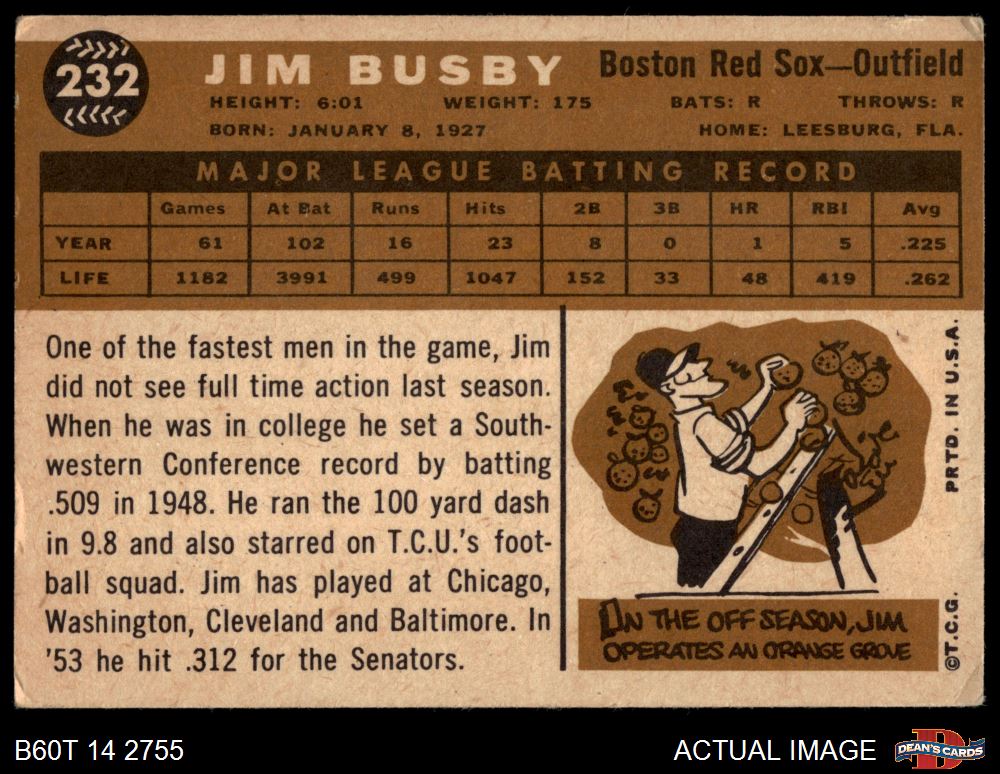 232
JIM BUSBY
Boston Red Sox—Outfield
HEIGHT: 6:01 WEIGHT: 175 BATS: R THROWS: R
BORN: JANUARY 8, 1927 HOME: LEESBURG, FLA.
MAJOR LEAGUE BATTING RECORD
Games At Bat Runs Hits 2B 3B HR RBI Avg
YEAR 61 102 16 23 8 0 1 5 .225
LIFE 1182 3991 499 1047 152 33 48 419 .262
One of the fastest men in the game, Jim
did not see full time action last season.
When he was in college he set a South-
western Conference record by batting
.509 in 1948. He ran the 100 yard dash
in 9.8 and also starred on T.C.U.'s foot-
ball squad. Jim has played at Chicago,
Washington, Cleveland and Baltimore. In
'53 he hit .312 for the Senators.
IN THE OFF SEASON, JIM
OPERATES AN ORANGE GROVE
©T.C.G. PRTD. IN U.S.A.
B60T 14 2755
ACTUAL IMAGE
D
DEAN'S CARDS